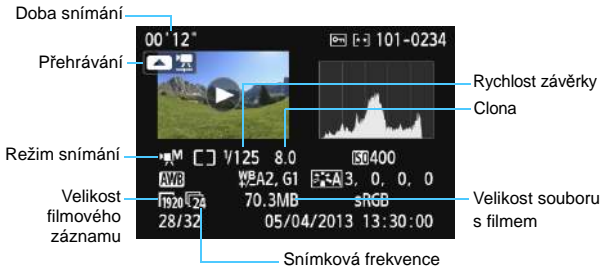 Doba snímání
00'12"
101-0234
Přehrávání
Rychlost závěrky
Clona
Režim snímání
M
1/125
8.0
ISO400
AWB
WB A2, G1
A 3, 0, 0, 0
Velikost
filmového
záznamu
1920
24
70.3MB
sRGB
Velikost souboru
s filmem
28/32
05/04/2013 13:30:00
Snímková frekvence